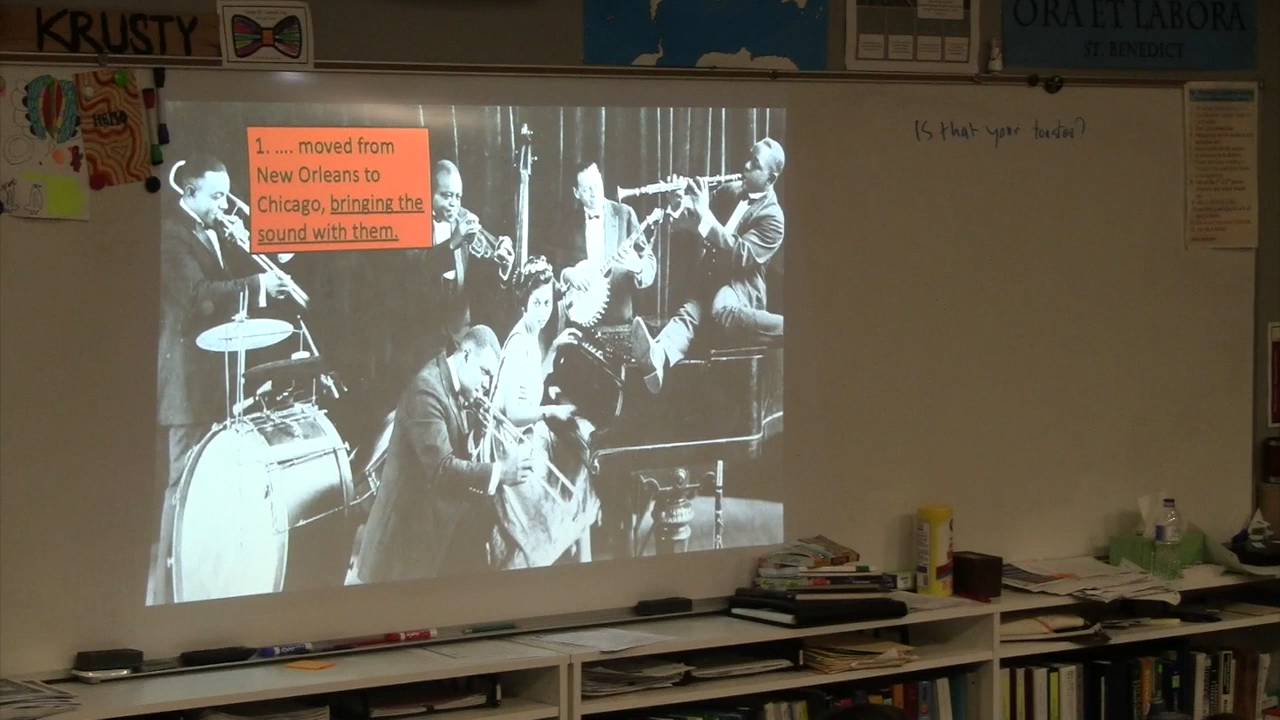 KRUSTY
ORA ET LABORA
ST. BENEDICT
HELLO
1. .... moved from
New Orleans to
Chicago, bringing the
sound with them.
Is that your